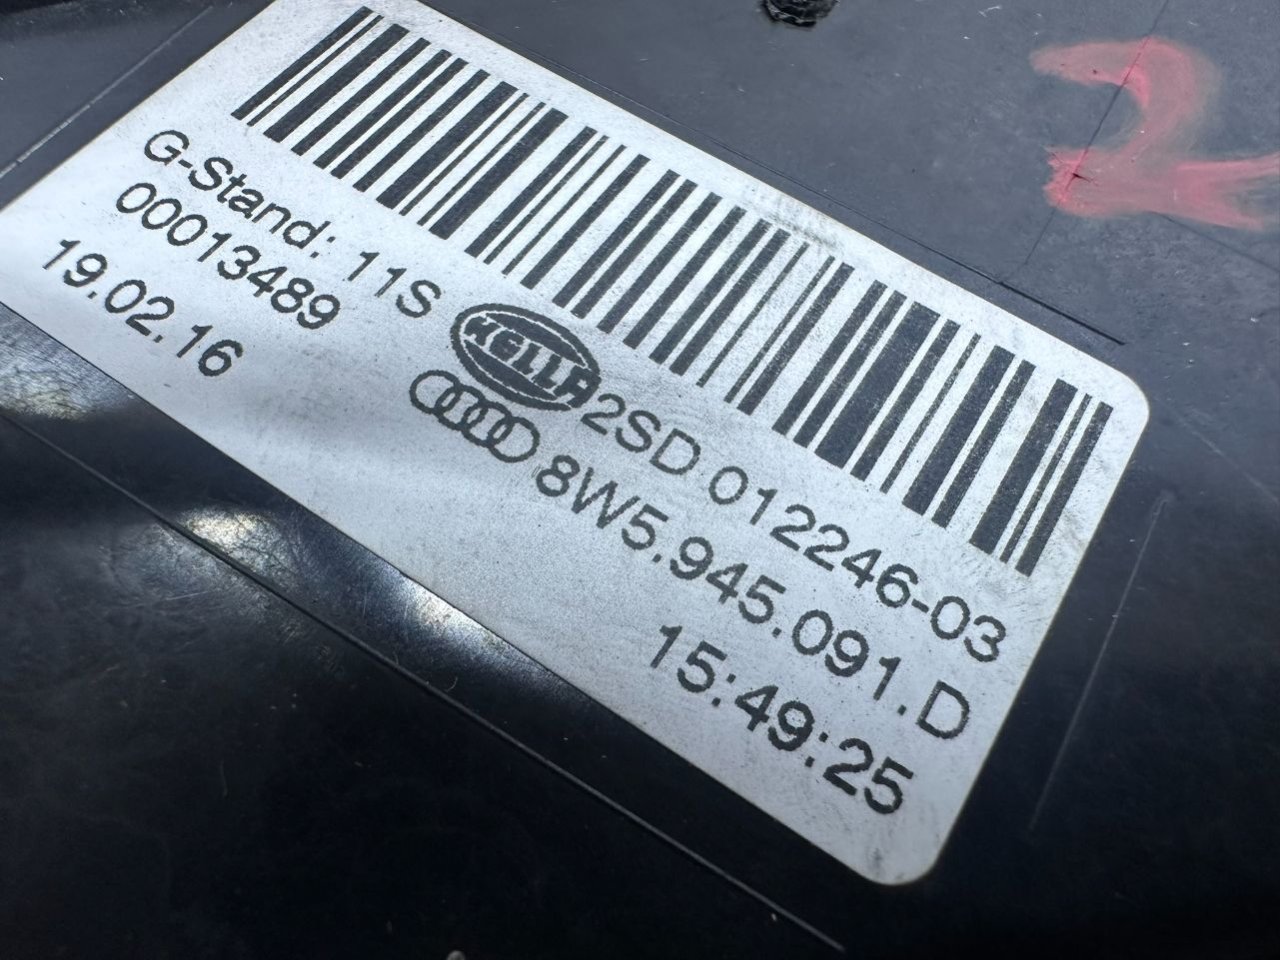 2
G-Stand: 11S
00013489
19.02.16
HELLA 2SD 012246-03
8W5.945.091.D
15:49:25